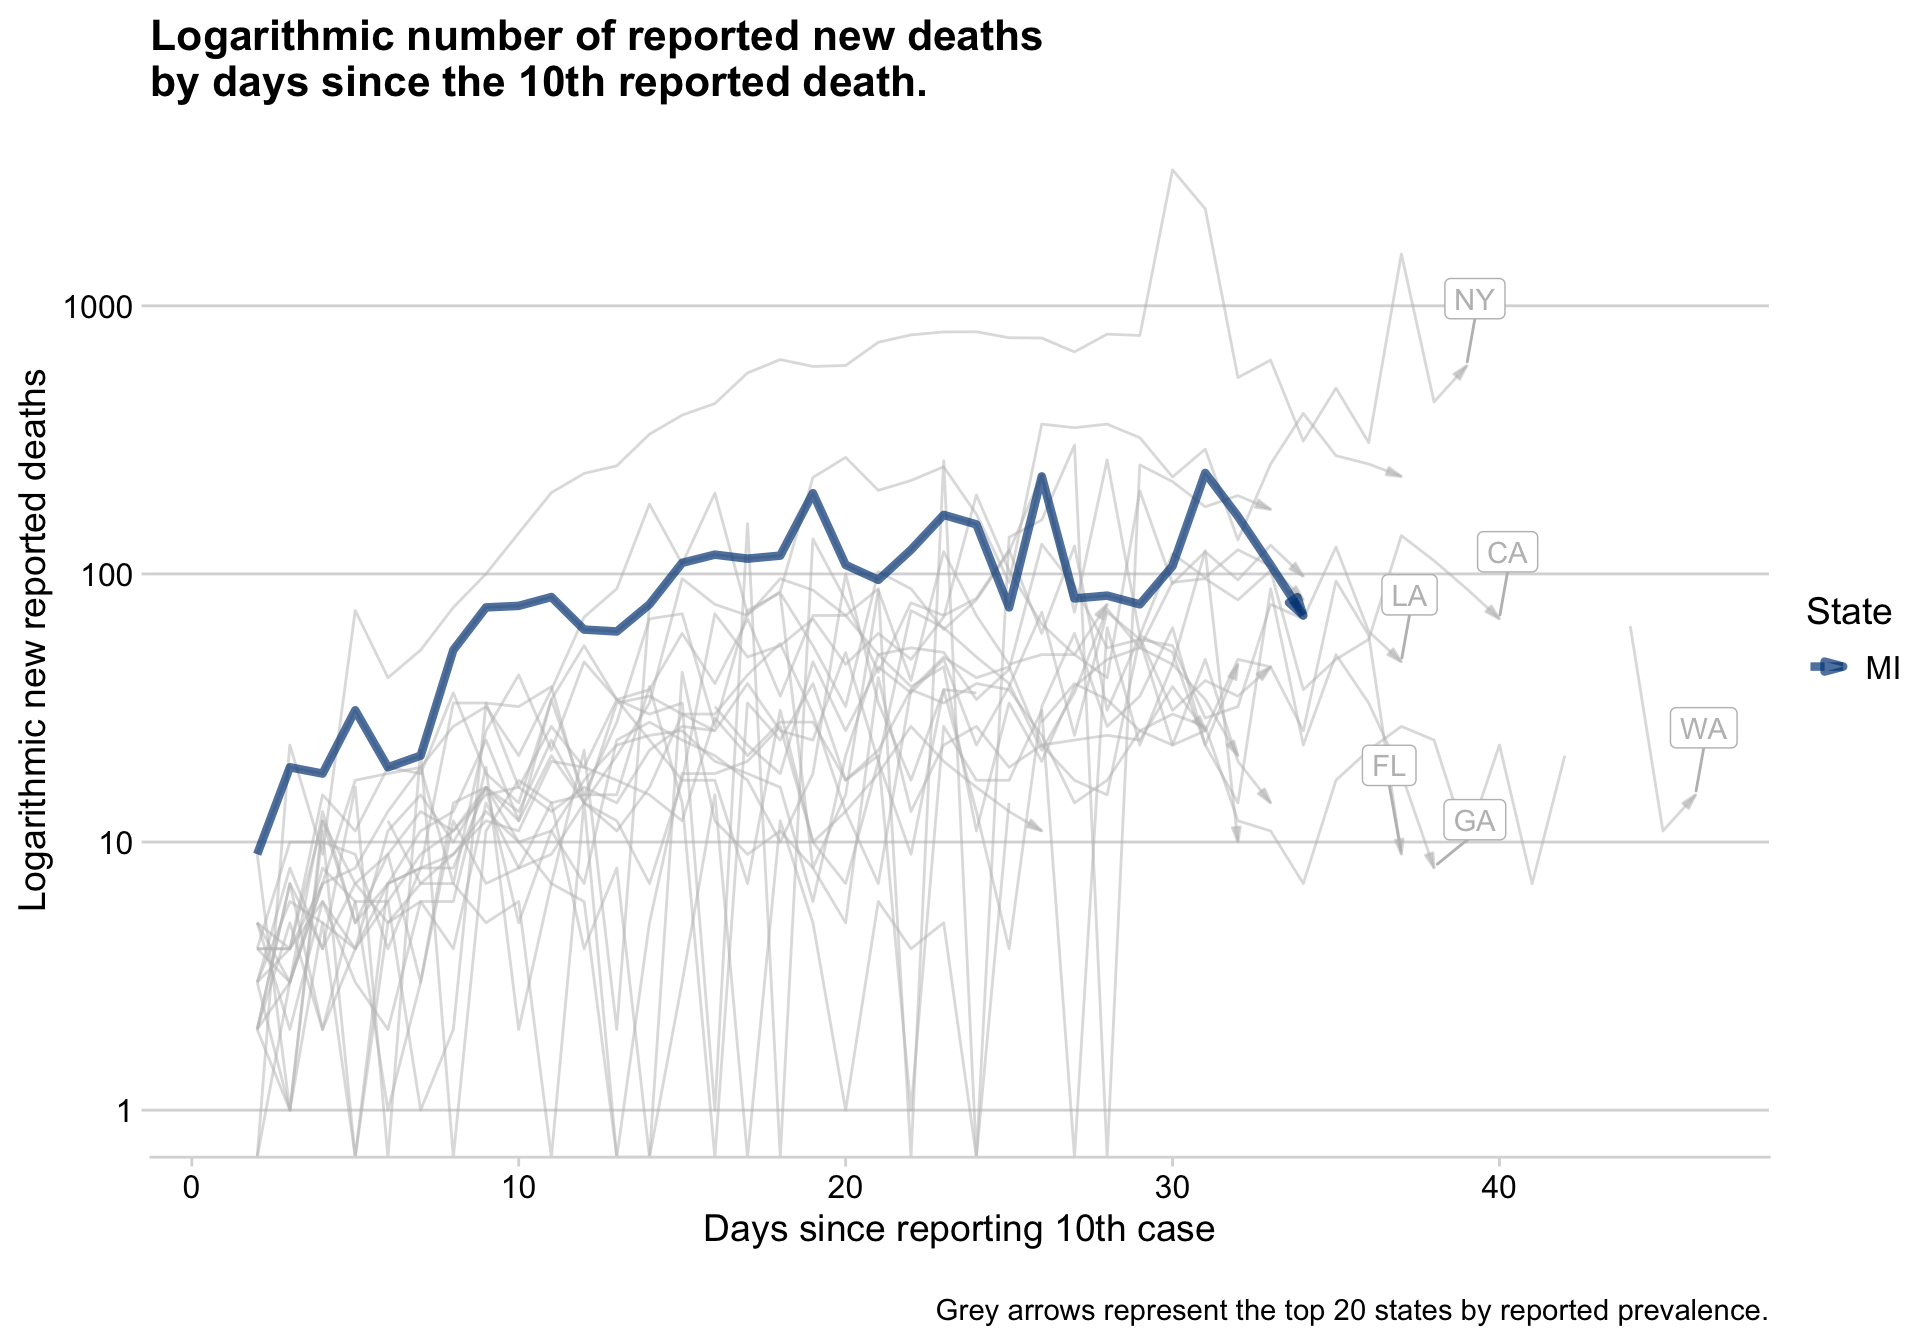 Logarithmic number of reported new deaths
by days since the 10th reported death.
Logarithmic new reported deaths
1000
100
10
1
NY
CA
LA
WA
FL
GA
State
MI
0
10
20
30
40
Days since reporting 10th case
Grey arrows represent the top 20 states by reported prevalence.